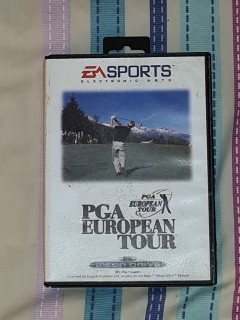 EA SPORTS
ELECTRONIC ARTS
PGA
EUROPEAN
TOUR
PGA
EUROPEAN
TOUR
MEGA DRIVE